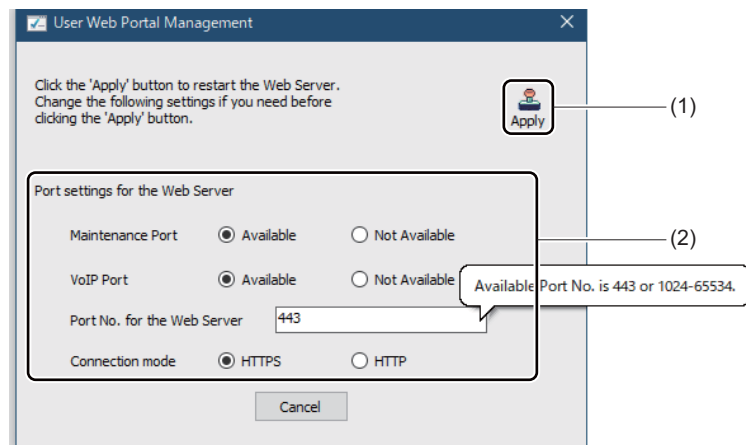 User Web Portal Management
Click the 'Apply' button to restart the Web Server.
Change the following settings if you need before
clicking the 'Apply' button.
Apply
(1)
Port settings for the Web Server
Maintenance Port Available Not Available
(2)
VoIP Port Available Not Available
Available Port No. is 443 or 1024-65534.
Port No. for the Web Server 443
Connection mode HTTPS HTTP
Cancel